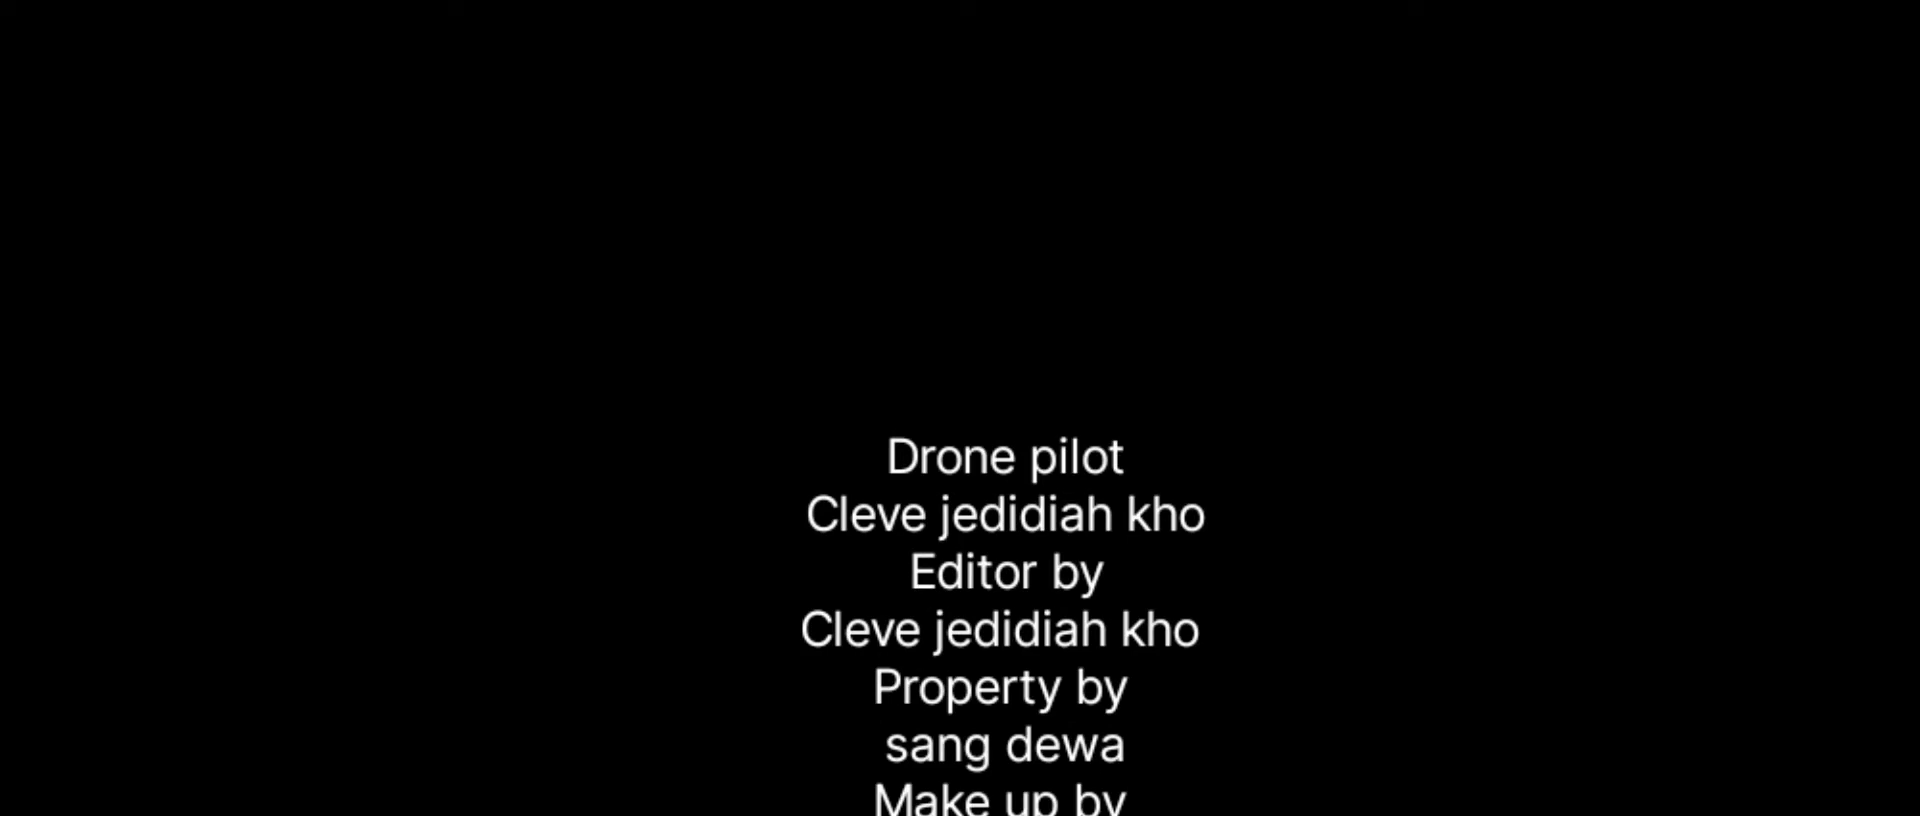 Drone pilot
Cleve jedidiah kho
Editor by
Cleve jedidiah kho
Property by
sang dewa
Make up by